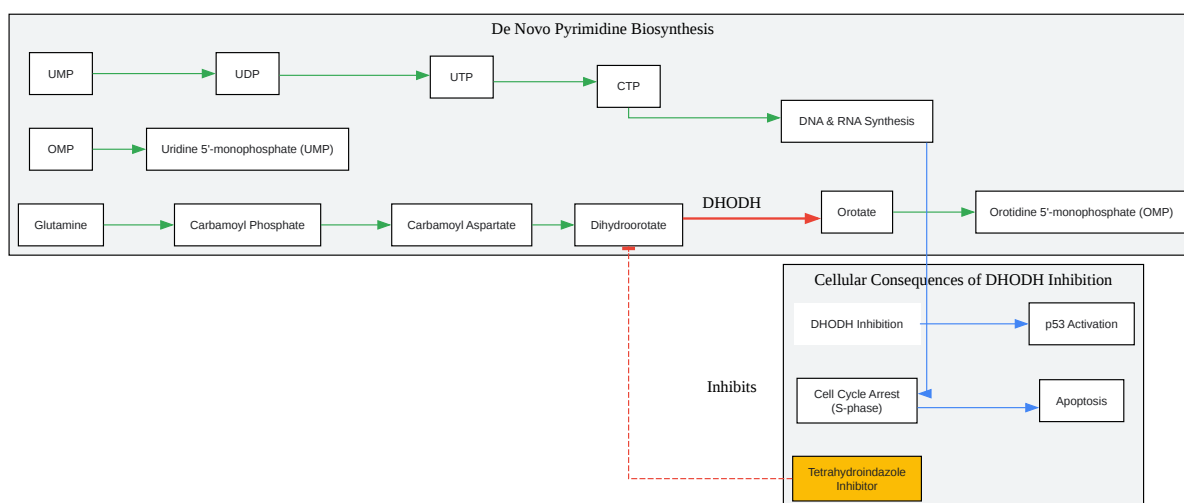 De Novo Pyrimidine Biosynthesis
UMP
UDP
UTP
CTP
DNA & RNA Synthesis
OMP
Uridine 5'-monophosphate (UMP)
Glutamine
Carbamoyl Phosphate
Carbamoyl Aspartate
Dihydroorotate
DHODH
Orotate
Orotidine 5'-monophosphate (OMP)
Cellular Consequences of DHODH Inhibition
DHODH Inhibition
p53 Activation
Inhibits
Cell Cycle Arrest
(S-phase)
Apoptosis
Tetrahydroindazole
Inhibitor